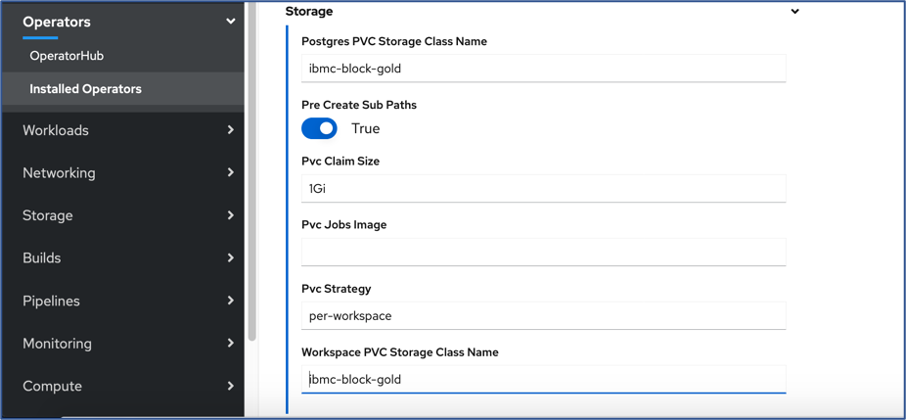 Operators
OperatorHub
Installed Operators
Workloads
Networking
Storage
Builds
Pipelines
Monitoring
Compute
Storage
Postgres PVC Storage Class Name
ibmc-block-gold
Pre Create Sub Paths
True
Pvc Claim Size
1Gi
Pvc Jobs Image
Pvc Strategy
per-workspace
Workspace PVC Storage Class Name
ibmc-block-gold